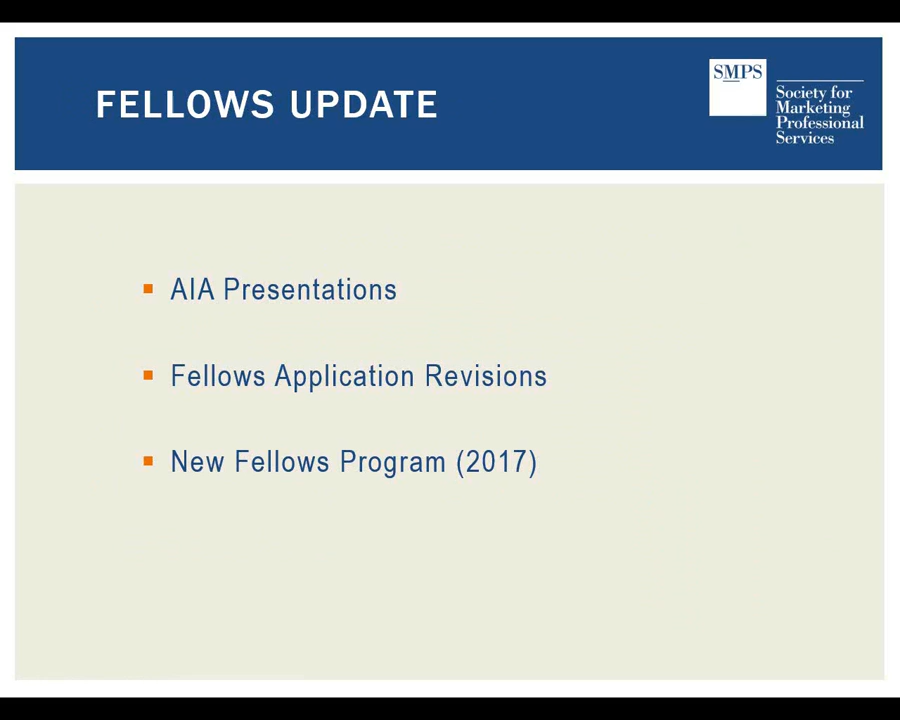 FELLOWS UPDATE
SMPS
Society for
Marketing
Professional
Services
AIA Presentations
Fellows Application Revisions
New Fellows Program (2017)